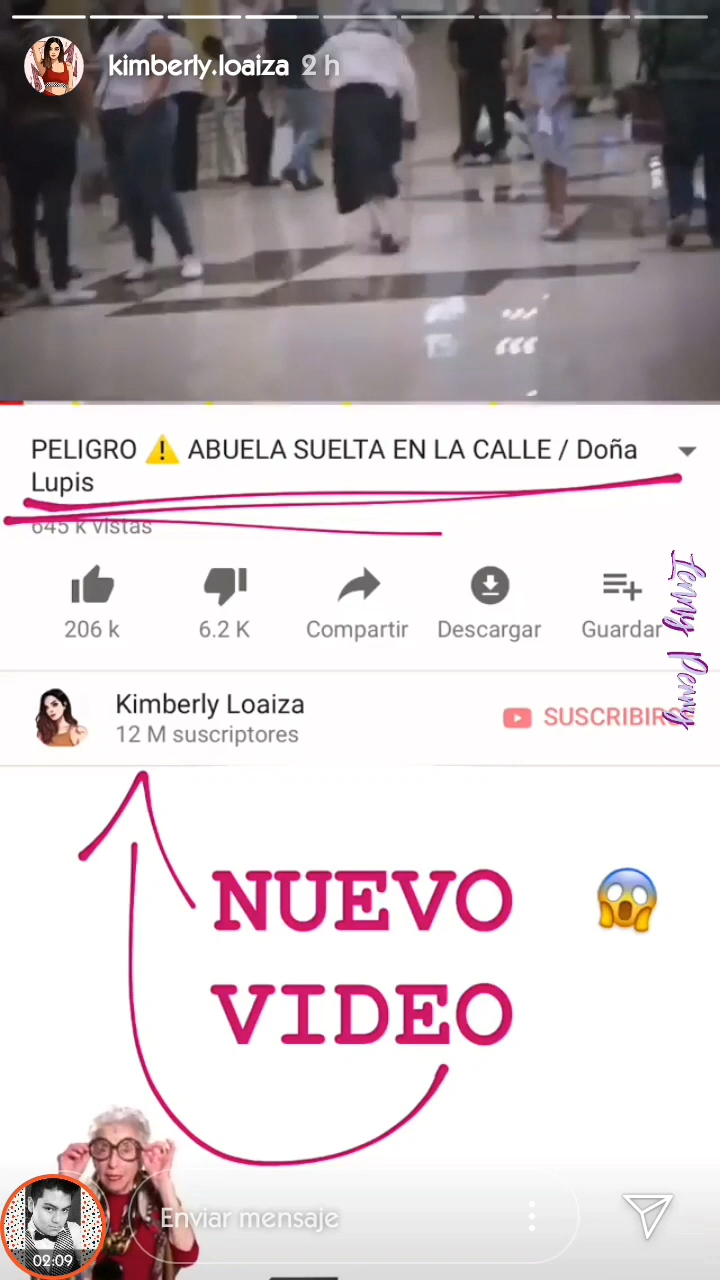 kimberly.loaiza 2 h
PELIGRO ⚠ ABUELA SUELTA EN LA CALLE / Doña
Lupis
645 k vistas
206 k
6.2 K
Compartir
Descargar
Guardar
Lenny Penny
Kimberly Loaiza
12 M suscriptores
SUSCRIBIRSE
NUEVO
VIDEO
Enviar mensaje
02:09